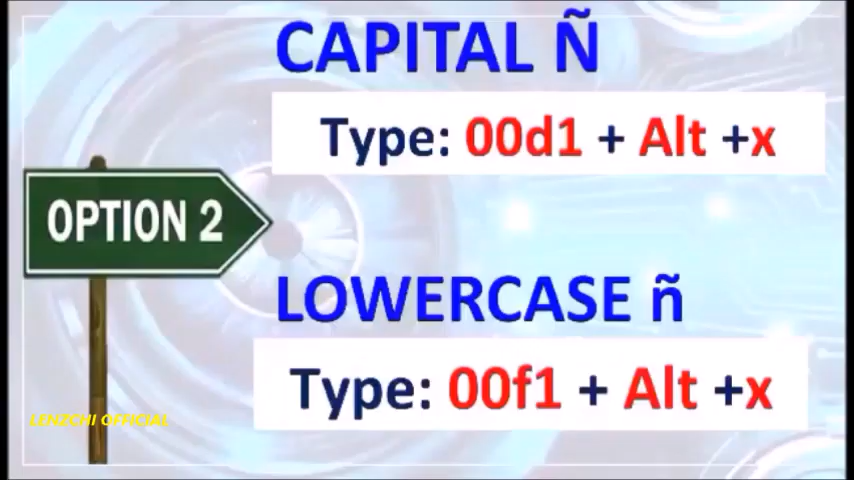 CAPITAL Ñ
Type: 00d1 + Alt +x
OPTION 2
LOWERCASE ñ
Type: 00f1 + Alt +x
LENZCHI OFFICIAL